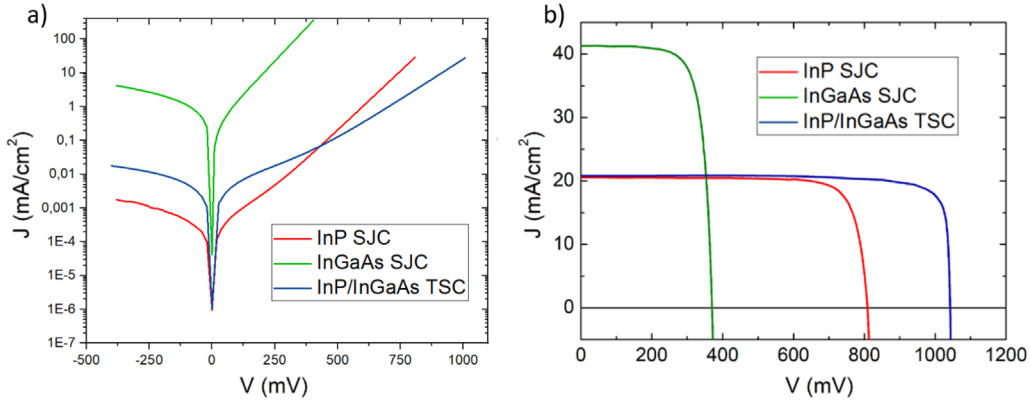 a)
J (mA/cm²)
100
10
1
0,1
0,01
0,001
1E-4
1E-5
1E-6
1E-7
InP SJC
InGaAs SJC
InP/InGaAs TSC
-500
-250
0
250
500
750
1000
V (mV)
b)
J (mA/cm²)
40
30
20
10
0
InP SJC
InGaAs SJC
InP/InGaAs TSC
0
200
400
600
800
1000
1200
V (mV)